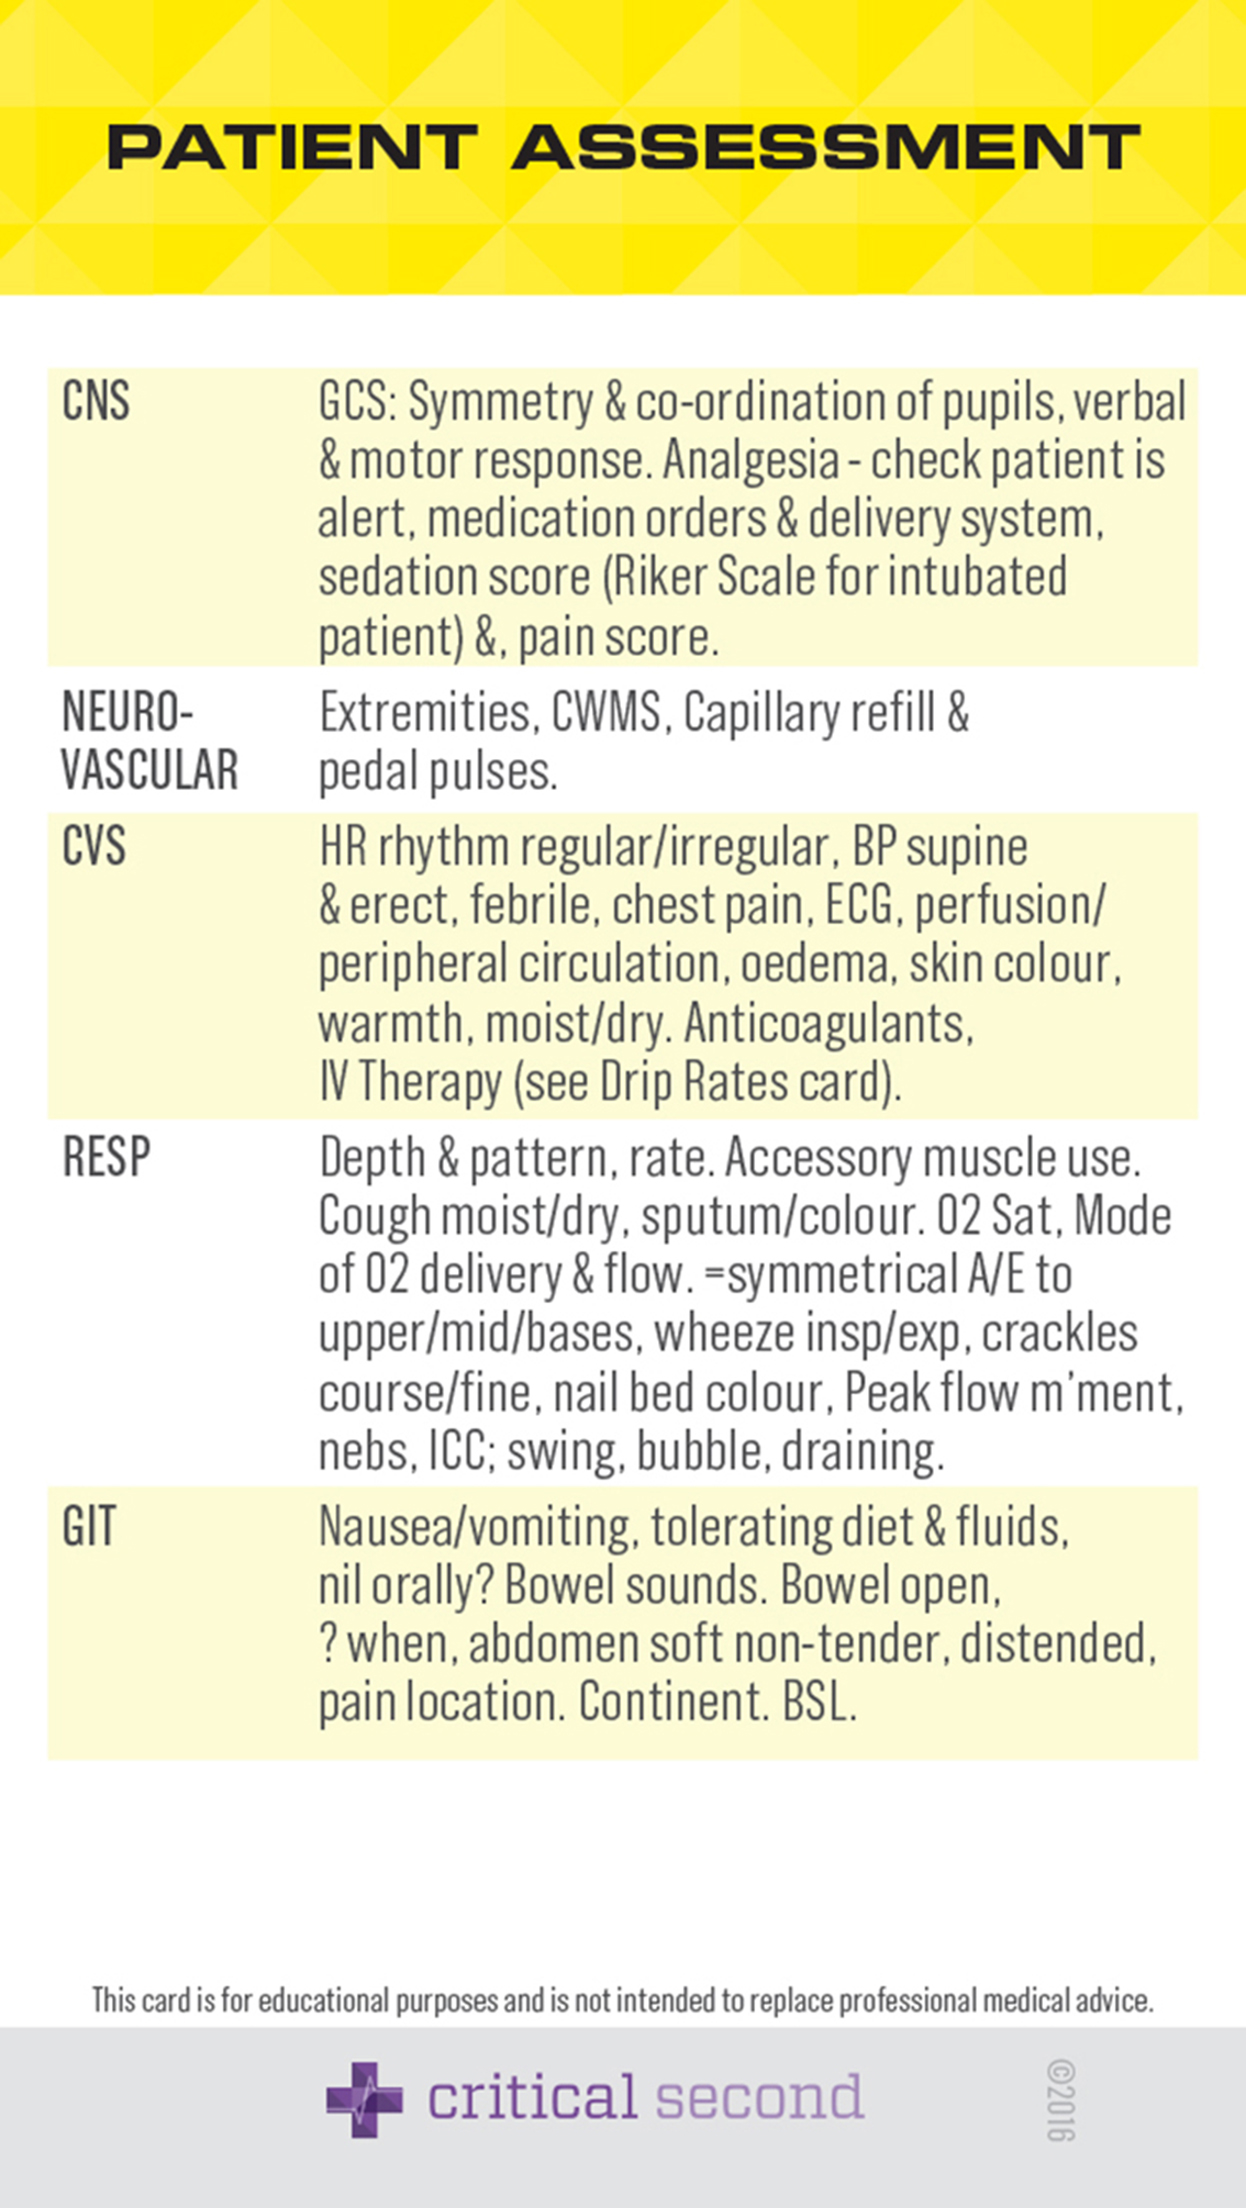 PATIENT ASSESSMENT
CNS
GCS: Symmetry & co-ordination of pupils, verbal
& motor response. Analgesia - check patient is
alert, medication orders & delivery system,
sedation score (Riker Scale for intubated
patient) &, pain score.
NEURO-
VASCULAR
Extremities, CWMS, Capillary refill &
pedal pulses.
CVS
HR rhythm regular/irregular, BP supine
& erect, febrile, chest pain, ECG, perfusion/
peripheral circulation, oedema, skin colour,
warmth, moist/dry. Anticoagulants,
IV Therapy (see Drip Rates card).
RESP
Depth & pattern, rate. Accessory muscle use.
Cough moist/dry, sputum/colour. O2 Sat, Mode
of O2 delivery & flow. =symmetrical A/E to
upper/mid/bases, wheeze insp/exp, crackles
course/fine, nail bed colour, Peak flow m'ment,
nebs, ICC; swing, bubble, draining.
GIT
Nausea/vomiting, tolerating diet & fluids,
nil orally? Bowel sounds. Bowel open,
? when, abdomen soft non-tender, distended,
pain location. Continent. BSL.
This card is for educational purposes and is not intended to replace professional medical advice.
critical second
©2016